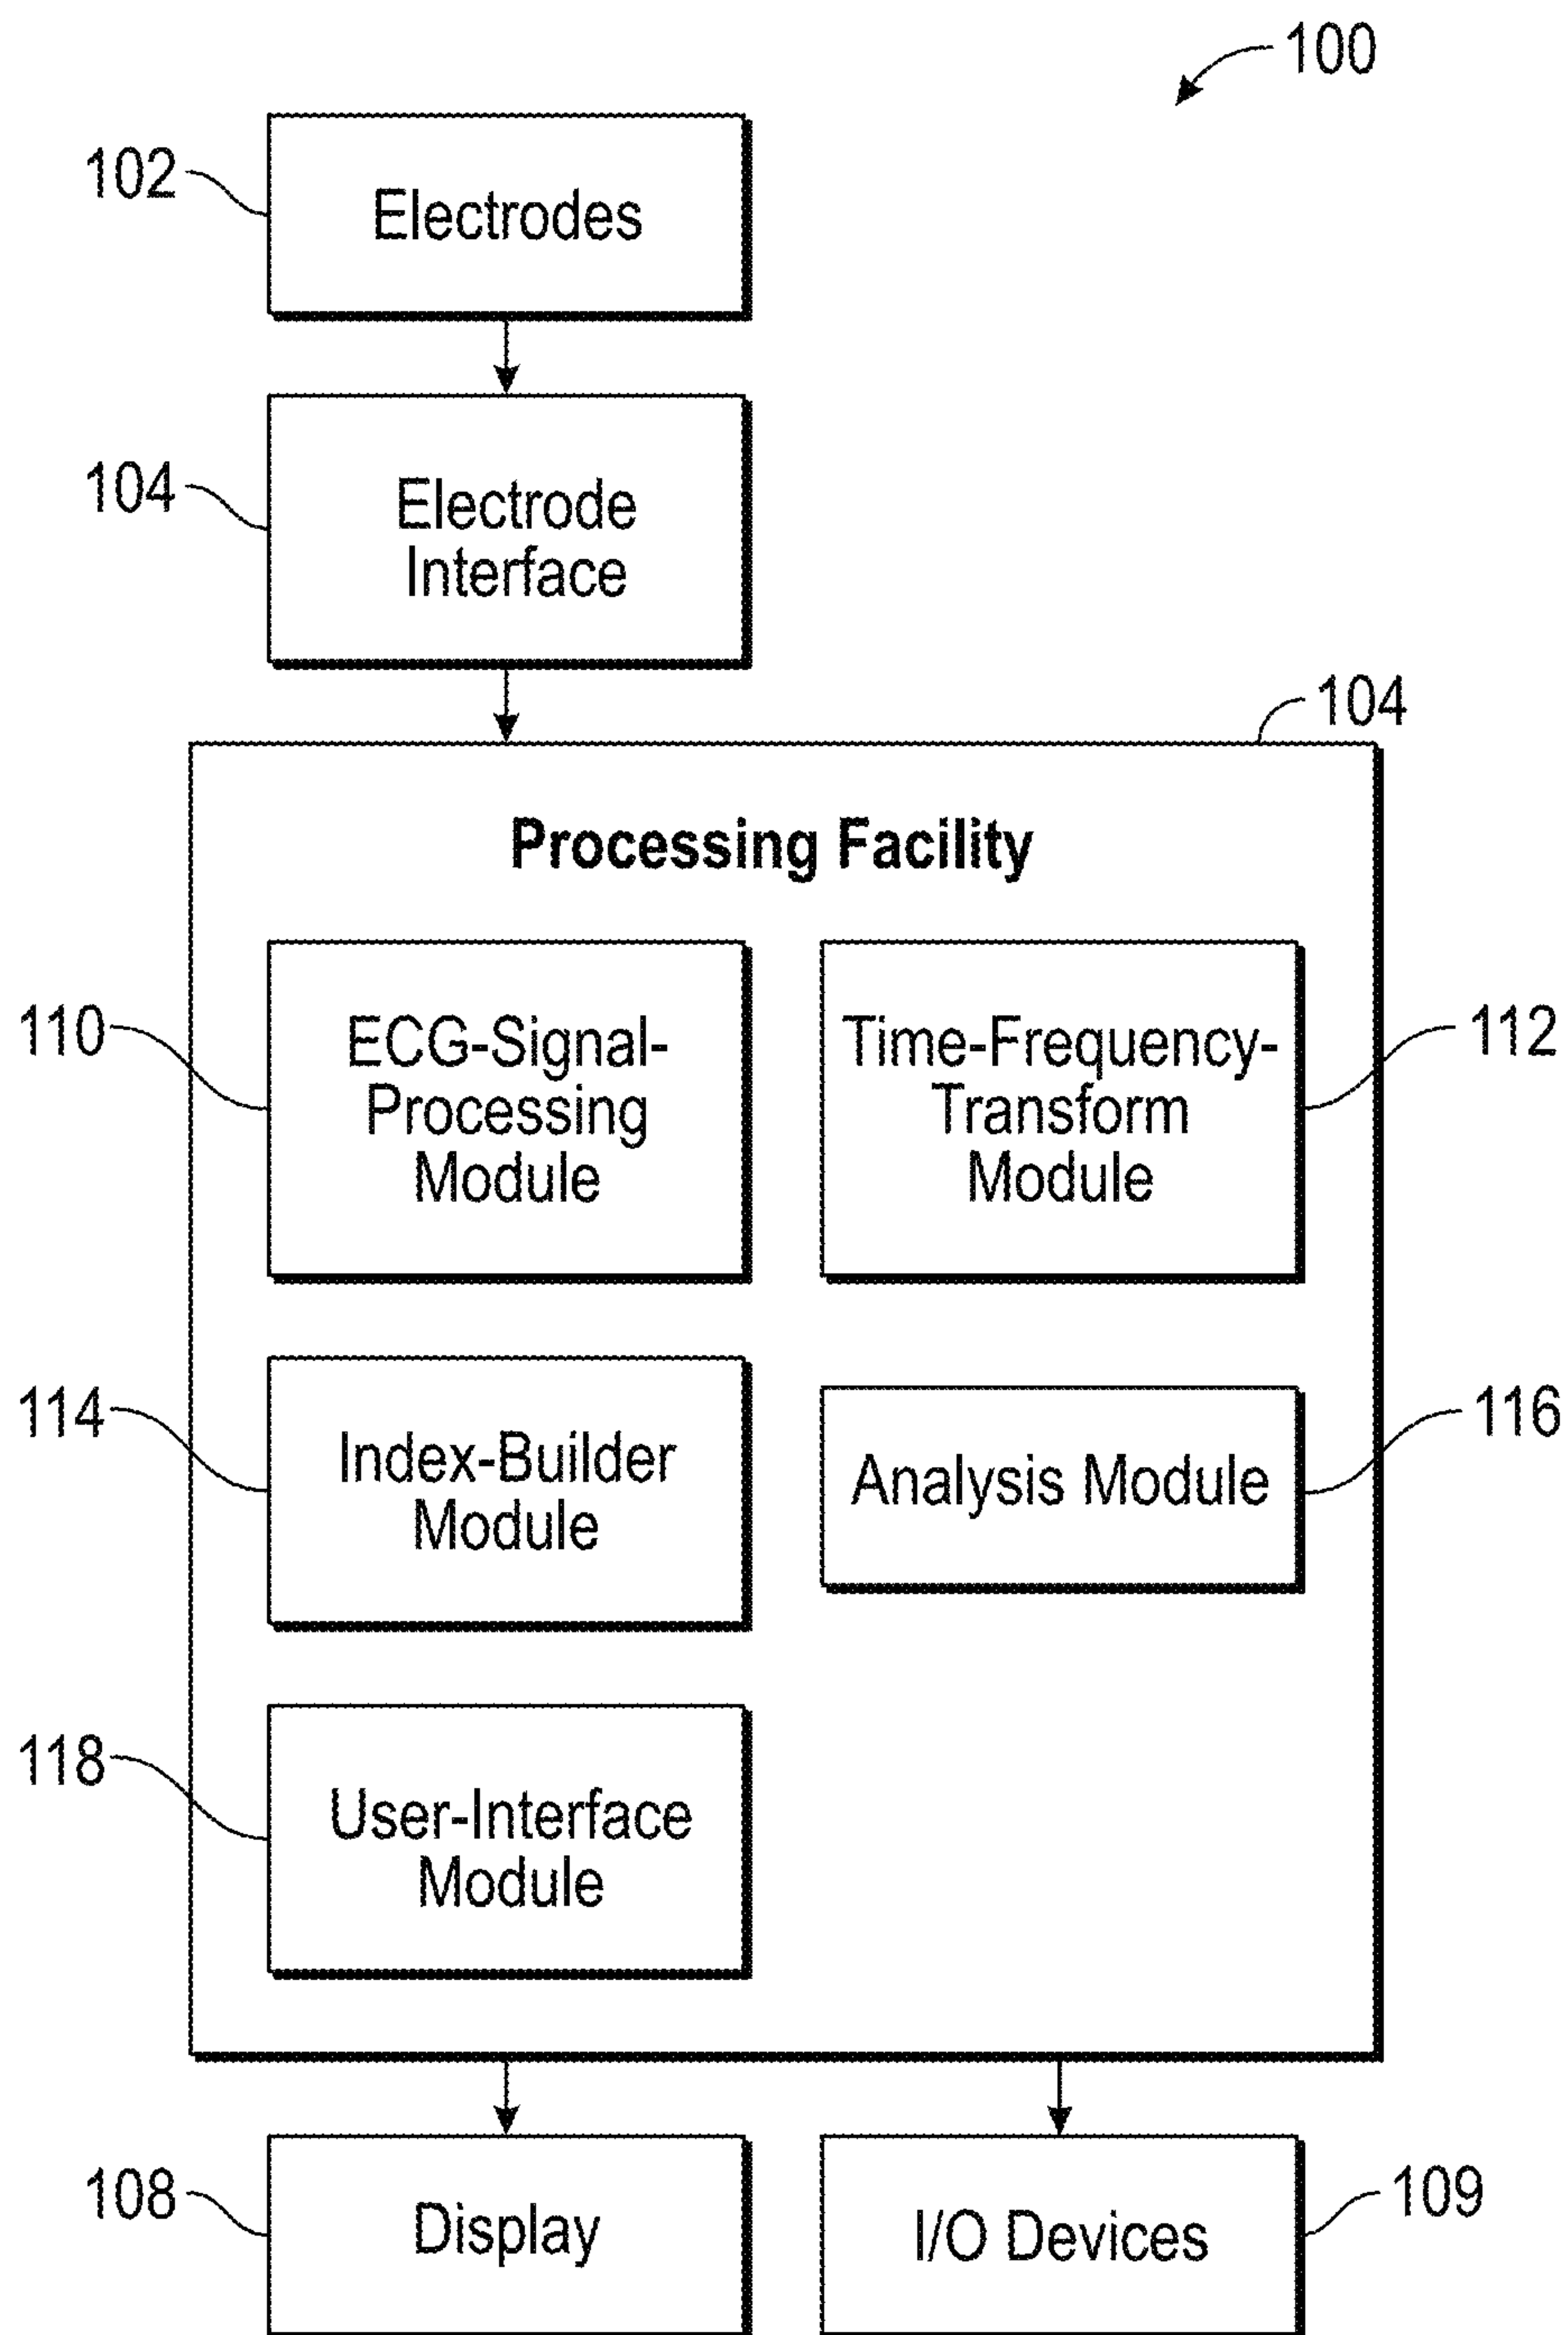 100
102
Electrodes
104
Electrode
Interface
104
Processing Facility
110
ECG-Signal-
Processing
Module
Time-Frequency-
Transform
Module
112
114
Index-Builder
Module
Analysis Module
116
118
User-Interface
Module
108
Display
I/O Devices
109